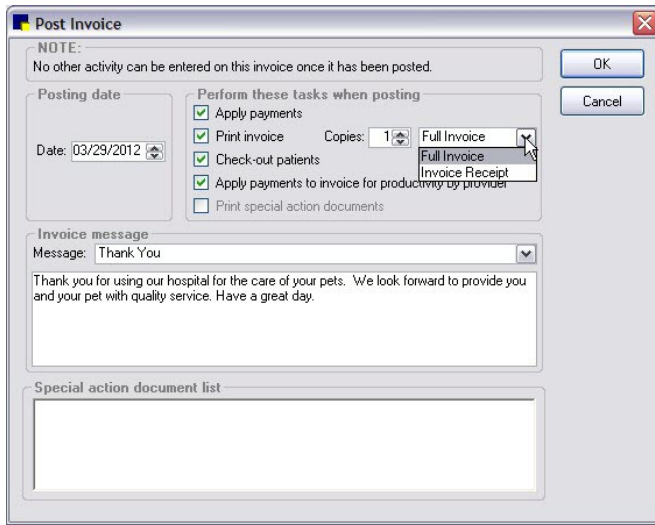 Post Invoice
NOTE:
No other activity can be entered on this invoice once it has been posted.
OK
Cancel
Posting date
Date: 03/29/2012
Perform these tasks when posting
Apply payments
Print invoice Copies: 1 Full Invoice
Full Invoice
Check-out patients
Invoice Receipt
Apply payments to invoice for productivity by provider
Print special action documents
Invoice message
Message: Thank You
Thank you for using our hospital for the care of your pets. We look forward to provide you
and your pet with quality service. Have a great day.
Special action document list